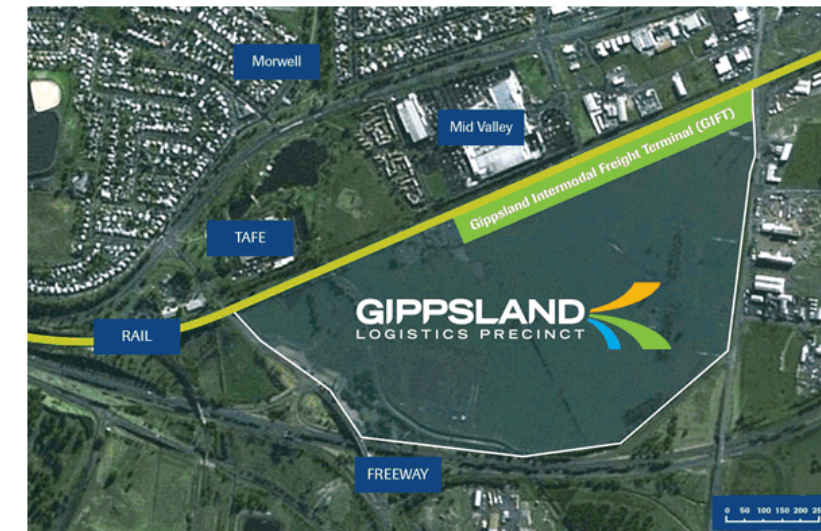 Morwell
Mid Valley
Gippsland Intermodal Freight Terminal (GIFT)
TAFE
GIPPSLAND
LOGISTICS PRECINCT
RAIL
FREEWAY
0 50 100 150 200